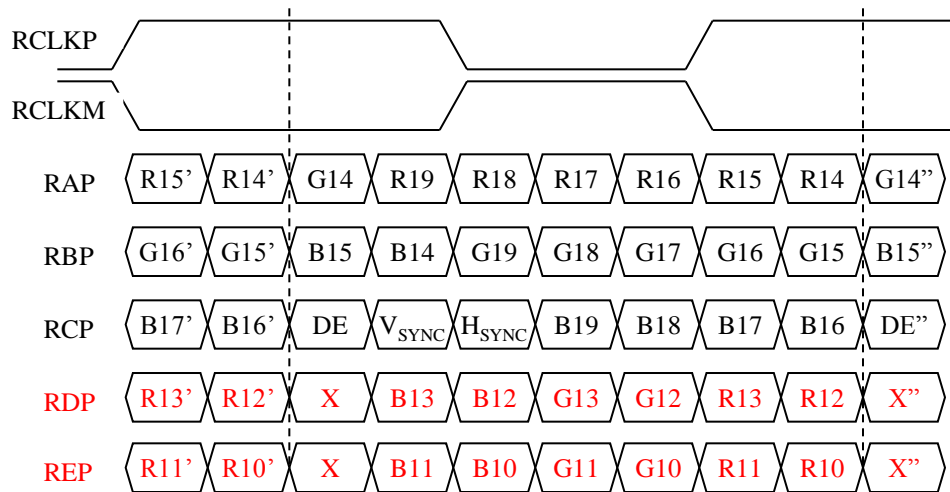 RCLKP
RCLKM
RAP R15’ R14’ G14 R19 R18 R17 R16 R15 R14 G14”
RBP G16’ G15’ B15 B14 G19 G18 G17 G16 G15 B15”
RCP B17’ B16’ DE VSYNC HSYNC B19 B18 B17 B16 DE”
RDP R13’ R12’ X B13 B12 G13 G12 R13 R12 X”
REP R11’ R10’ X B11 B10 G11 G10 R11 R10 X”